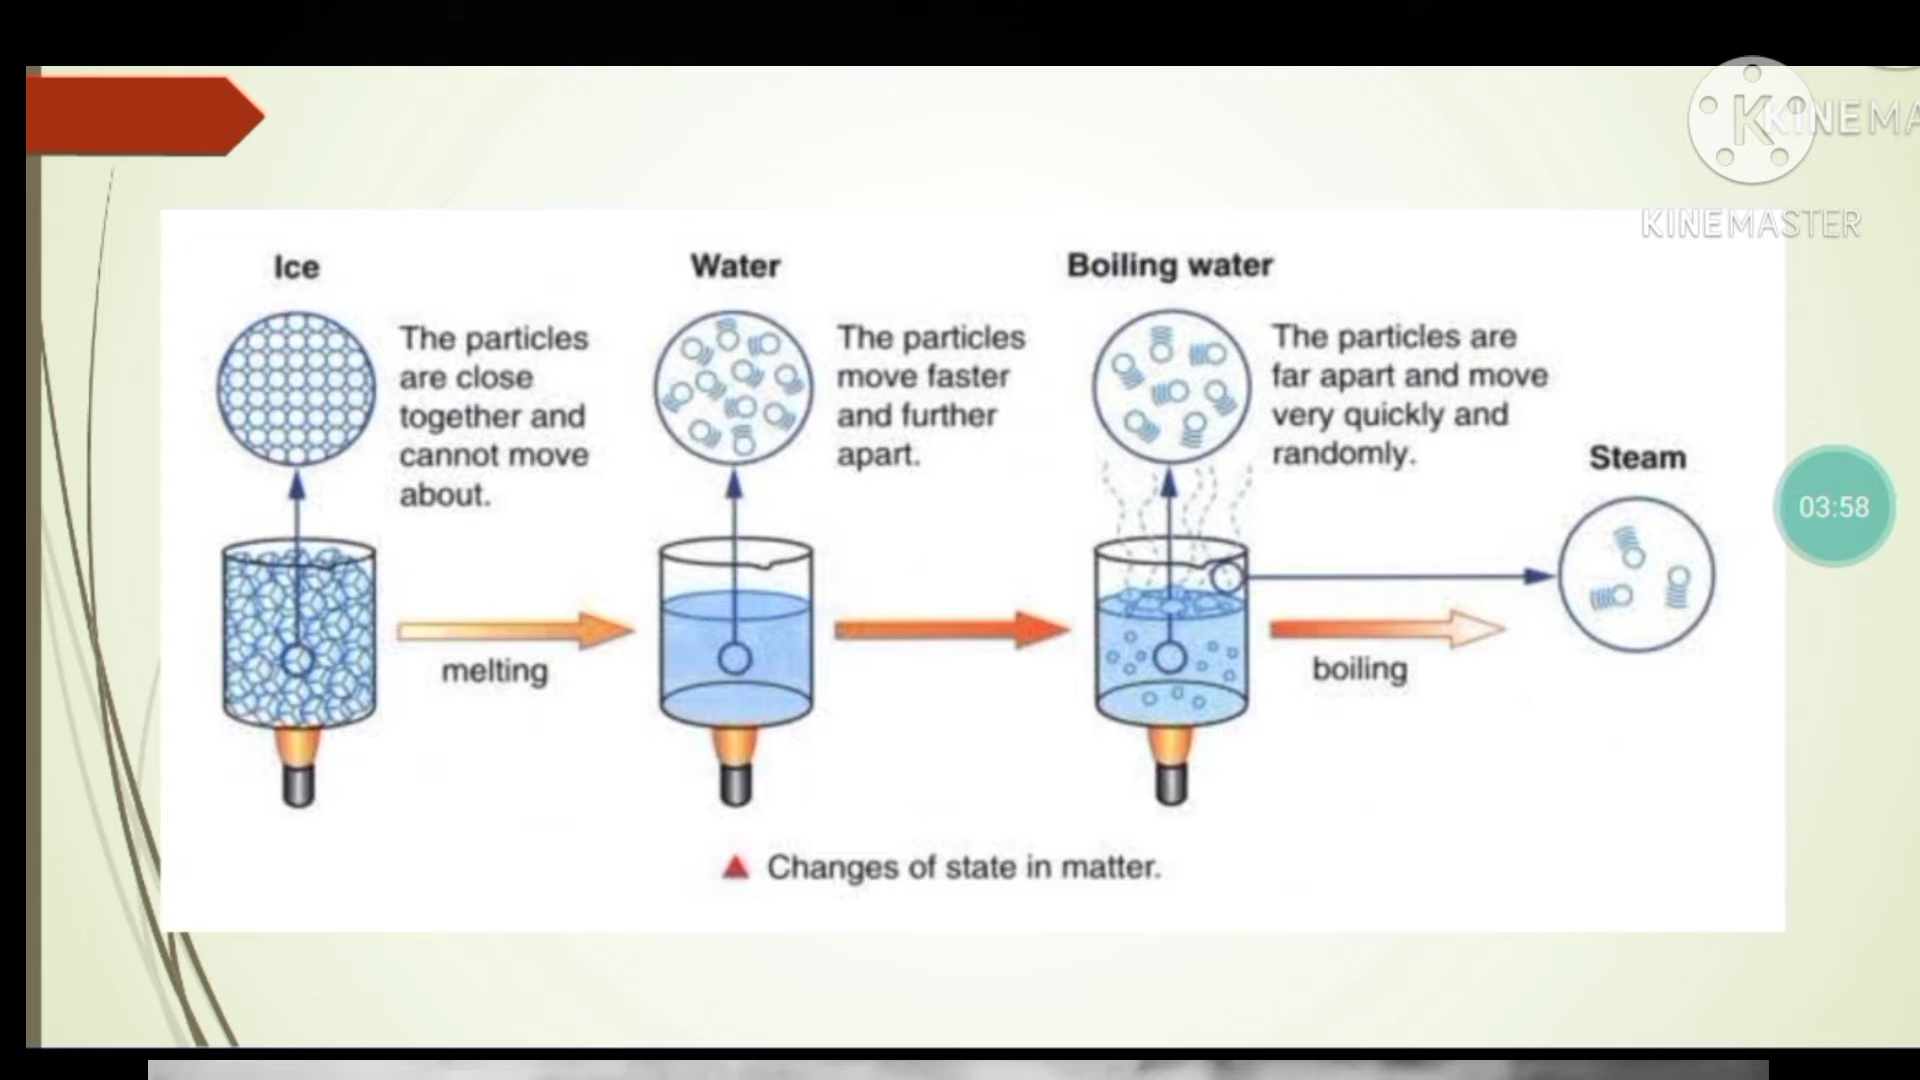 KINEMA
KINEMASTER
Ice
The particles
are close
together and
cannot move
about.
Water
The particles
move faster
and further
apart.
Boiling water
The particles are
far apart and move
very quickly and
randomly.
Steam
03:58
melting
boiling
Changes of state in matter.